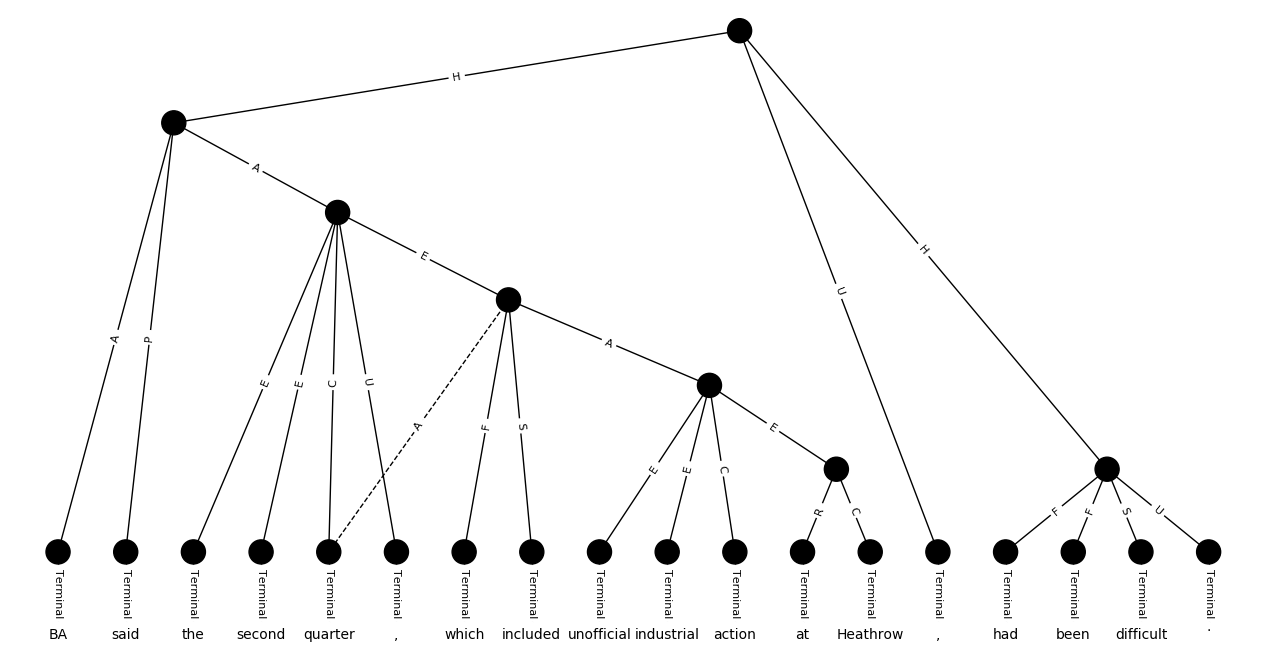 H
A
E
A
P
A
E
E
C
U
A
F
S
A
E
E
C
E
R
C
U
H
F
F
S
U
Terminal Terminal Terminal Terminal Terminal Terminal Terminal Terminal Terminal Terminal Terminal Terminal Terminal Terminal Terminal Terminal Terminal Terminal
BA said the second quarter , which included unofficial industrial action at Heathrow , had been difficult .